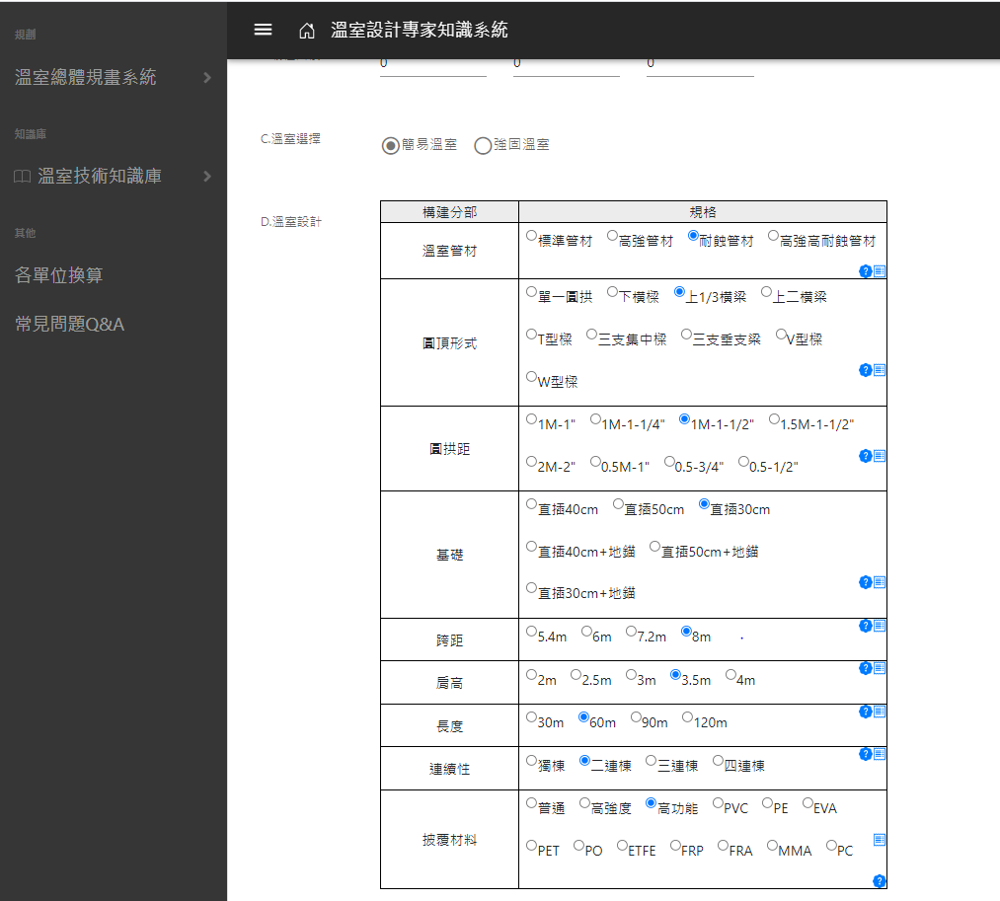 規劃
溫室總體規畫系統
知識庫
溫室技術知識庫
其他
各單位換算
常見問題Q&A
溫室設計專家知識系統
0 0 0
C.溫室選擇
簡易溫室 強固溫室
D.溫室設計
構建分部 規格
溫室管材
標準管材 高強管材 耐蝕管材 高強高耐蝕管材
圓頂形式
單一圓拱 下橫樑 上1/3橫梁 上二橫梁
T型樑 三支集中樑 三支垂支梁 V型樑
W型樑
圓拱距
1M-1" 1M-1-1/4" 1M-1-1/2" 1.5M-1-1/2"
2M-2" 0.5M-1" 0.5-3/4" 0.5-1/2"
基礎
直插40cm 直插50cm 直插30cm
直插40cm+地錨 直插50cm+地錨
直插30cm+地錨
跨距
5.4m 6m 7.2m 8m
肩高
2m 2.5m 3m 3.5m 4m
長度
30m 60m 90m 120m
連續性
獨棟 二連棟 三連棟 四連棟
披覆材料
普通 高強度 高功能 PVC PE EVA
PET PO ETFE FRP FRA MMA PC